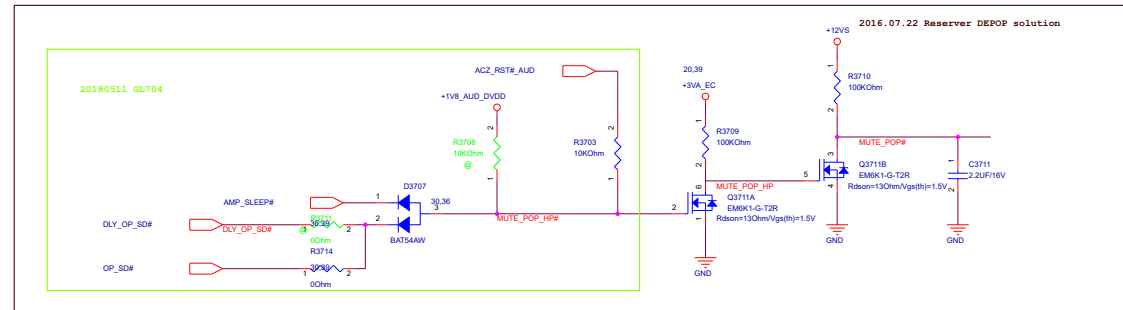 2016.07.22 Reserver DEPOP solution
+12VS
ACZ_RST#_AUD
20,39
+3VA_EC
1
R3710
100KOhm
2
20180511 GL704
+1V8_AUD_DVDD
2
R3708
10KOhm
@
1
2
R3703
10KOhm
1
1
R3709
100KOhm
2
MUTE_POP#
3
Q3711B
EM6K1-G-T2R
Rdson=13Ohm/Vgs(th)=1.5V
5
4
1
C3711
2.2UF/16V
2
MUTE_POP_HP
6
Q3711A
EM6K1-G-T2R
Rdson=13Ohm/Vgs(th)=1.5V
2
1
D3707
AMP_SLEEP#
1
30,36
3
MUTE_POP_HP#
R3711
@
36,39
DLY_OP_SD#
DLY_OP_SD#
1
2
2
0Ohm
BAT54AW
R3714
OP_SD#
30,39
1
2
0Ohm
GND
GND
GND